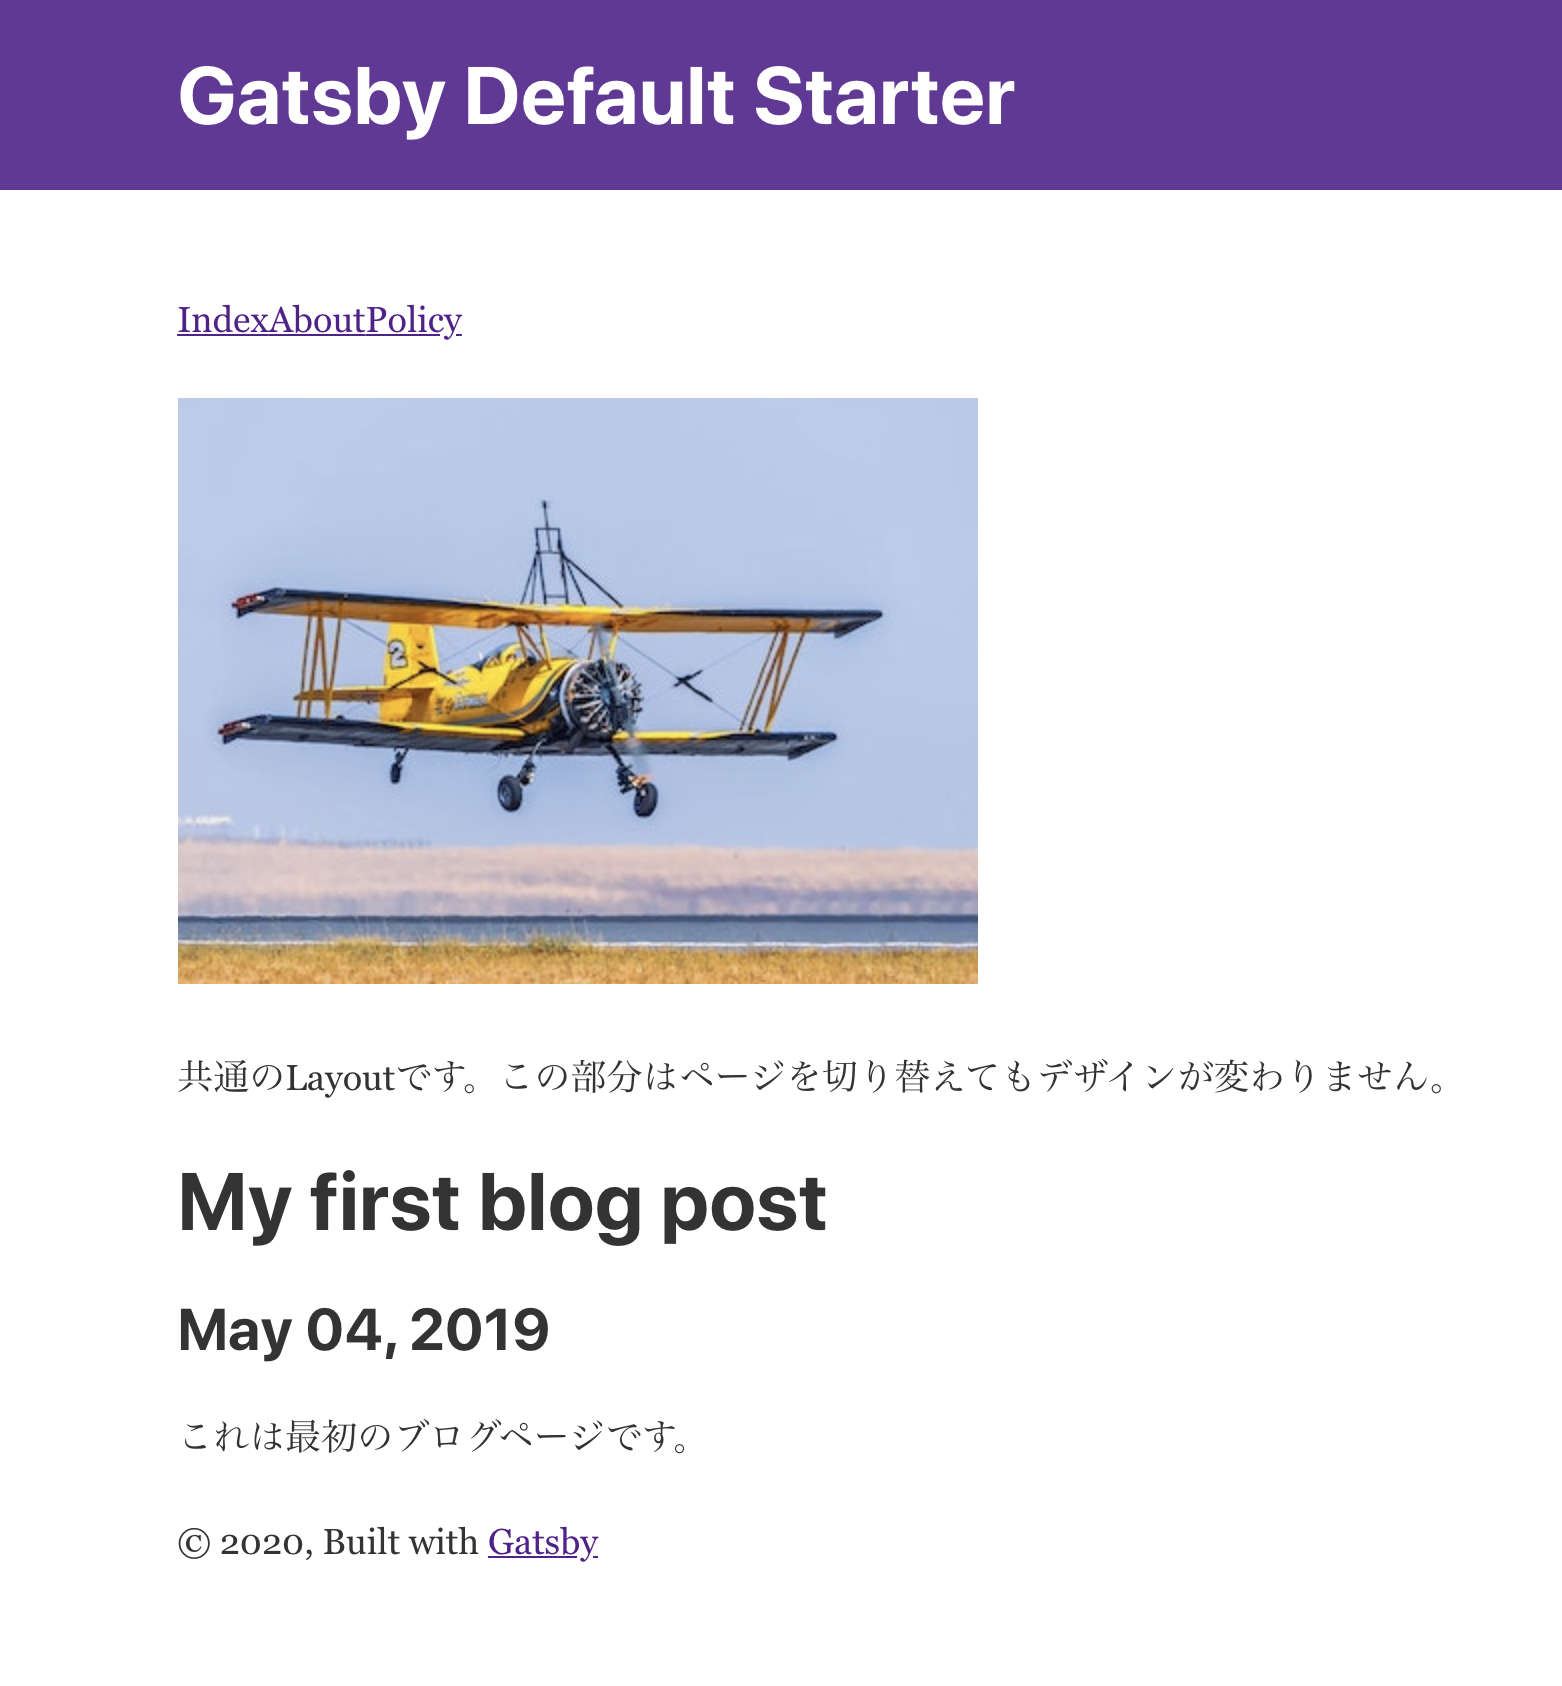 Gatsby Default Starter
IndexAboutPolicy
2
共通のLayoutです。この部分はページを切り替えてもデザインが変わりません。
My first blog post
May 04, 2019
これは最初のブログページです。
© 2020, Built with Gatsby